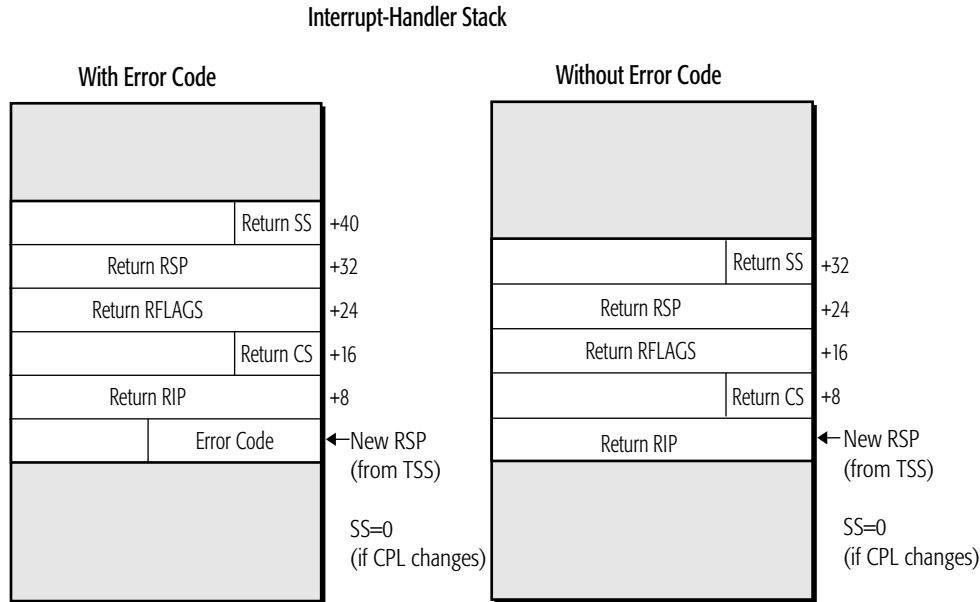 Interrupt-Handler Stack
With Error Code
Return SS +40
Return RSP +32
Return RFLAGS +24
Return CS +16
Return RIP +8
Error Code New RSP
(from TSS)
SS=0
(if CPL changes)
Without Error Code
Return SS +32
Return RSP +24
Return RFLAGS +16
Return CS +8
Return RIP New RSP
(from TSS)
SS=0
(if CPL changes)